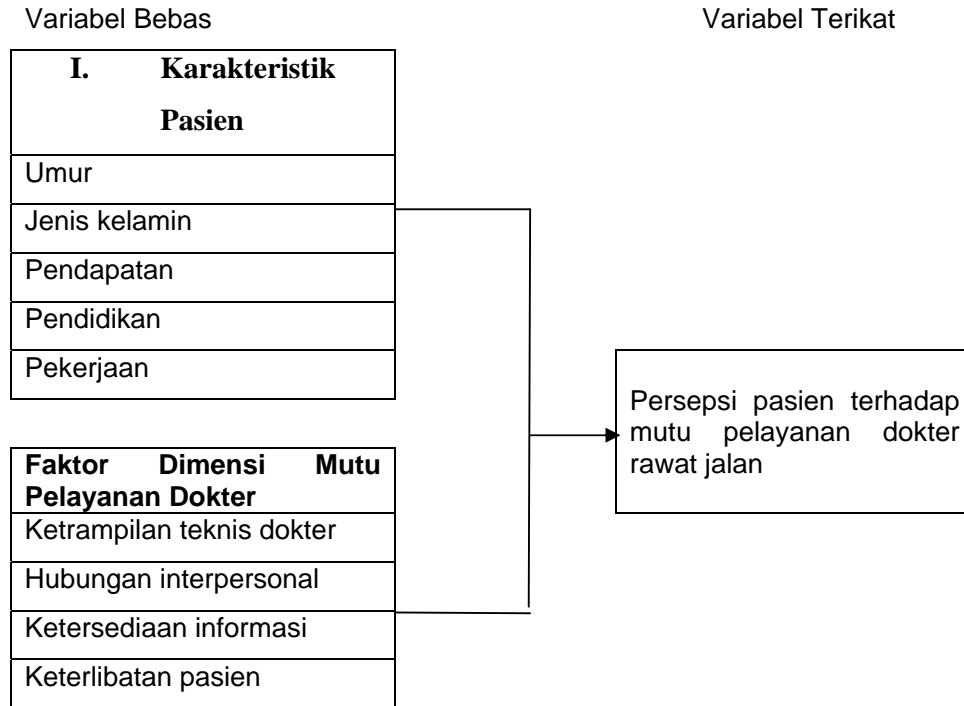 Variabel Bebas
Variabel Terikat
I. Karakteristik
Pasien
Umur
Jenis kelamin
Pendapatan
Pendidikan
Pekerjaan
Faktor Dimensi Mutu
Pelayanan Dokter
Ketrampilan teknis dokter
Hubungan interpersonal
Ketersediaan informasi
Keterlibatan pasien
Persepsi pasien terhadap
mutu pelayanan dokter
rawat jalan